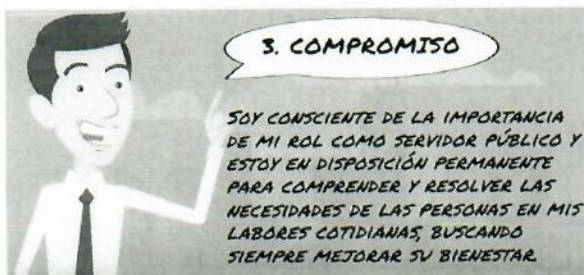 3. COMPROMISO
SOY CONSCIENTE DE LA IMPORTANCIA
DE MI ROL COMO SERVIDOR PÚBLICO Y
ESTOY EN DISPOSICIÓN PERMANENTE
PARA COMPRENDER Y RESOLVER LAS
NECESIDADES DE LAS PERSONAS EN MIS
LABORES COTIDIANAS, BUSCANDO
SIEMPRE MEJORAR SU BIENESTAR.